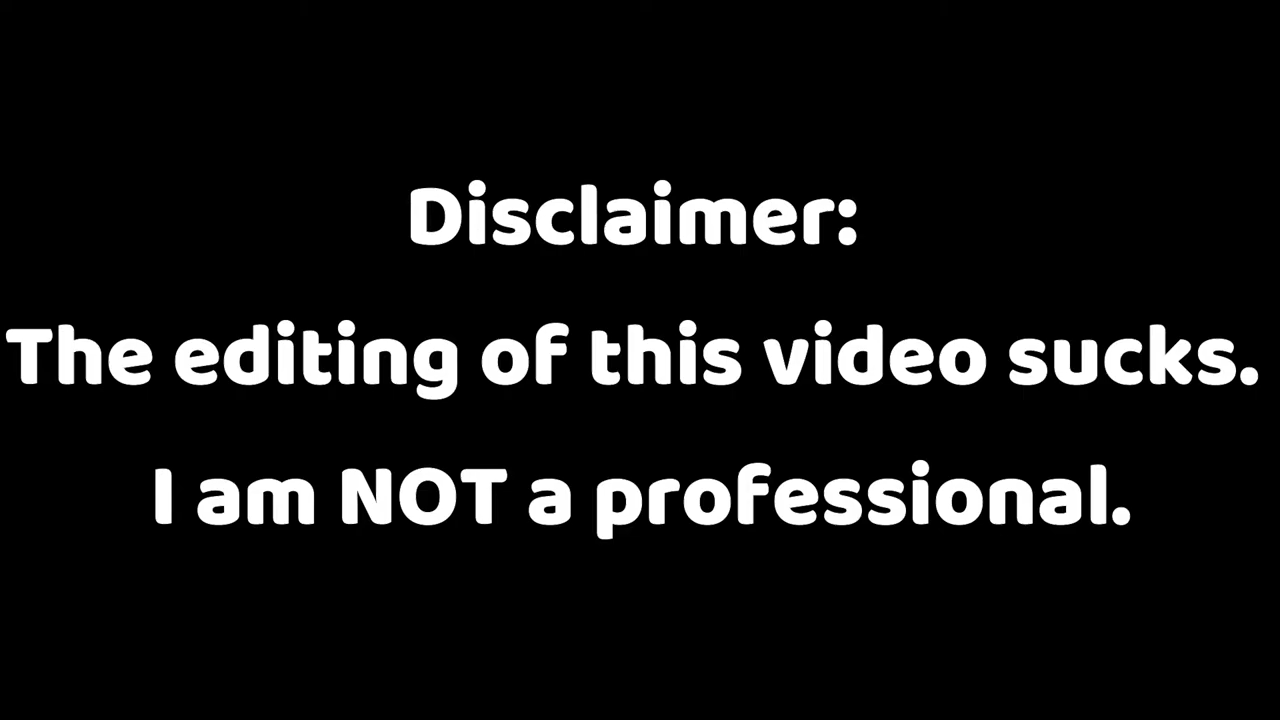 Disclaimer:
The editing of this video sucks.
I am NOT a professional.